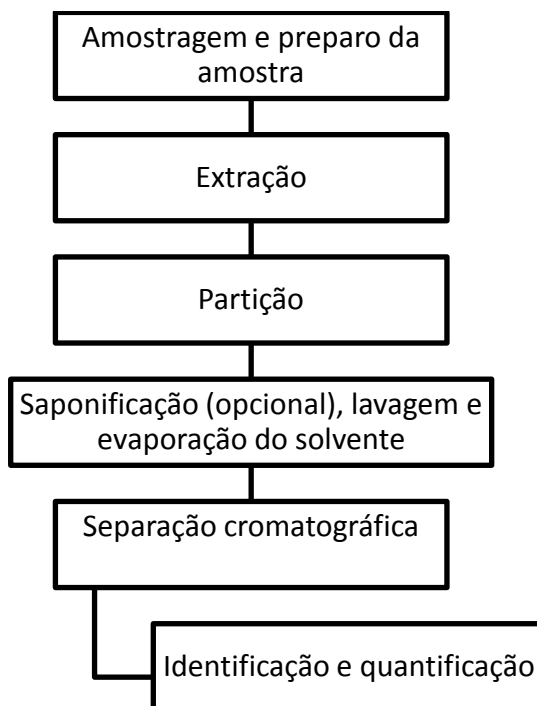 Amostragem e preparo da
amostra
Extração
Partição
Saponificação (opcional), lavagem e
evaporação do solvente
Separação cromatográfica
Identificação e quantificação